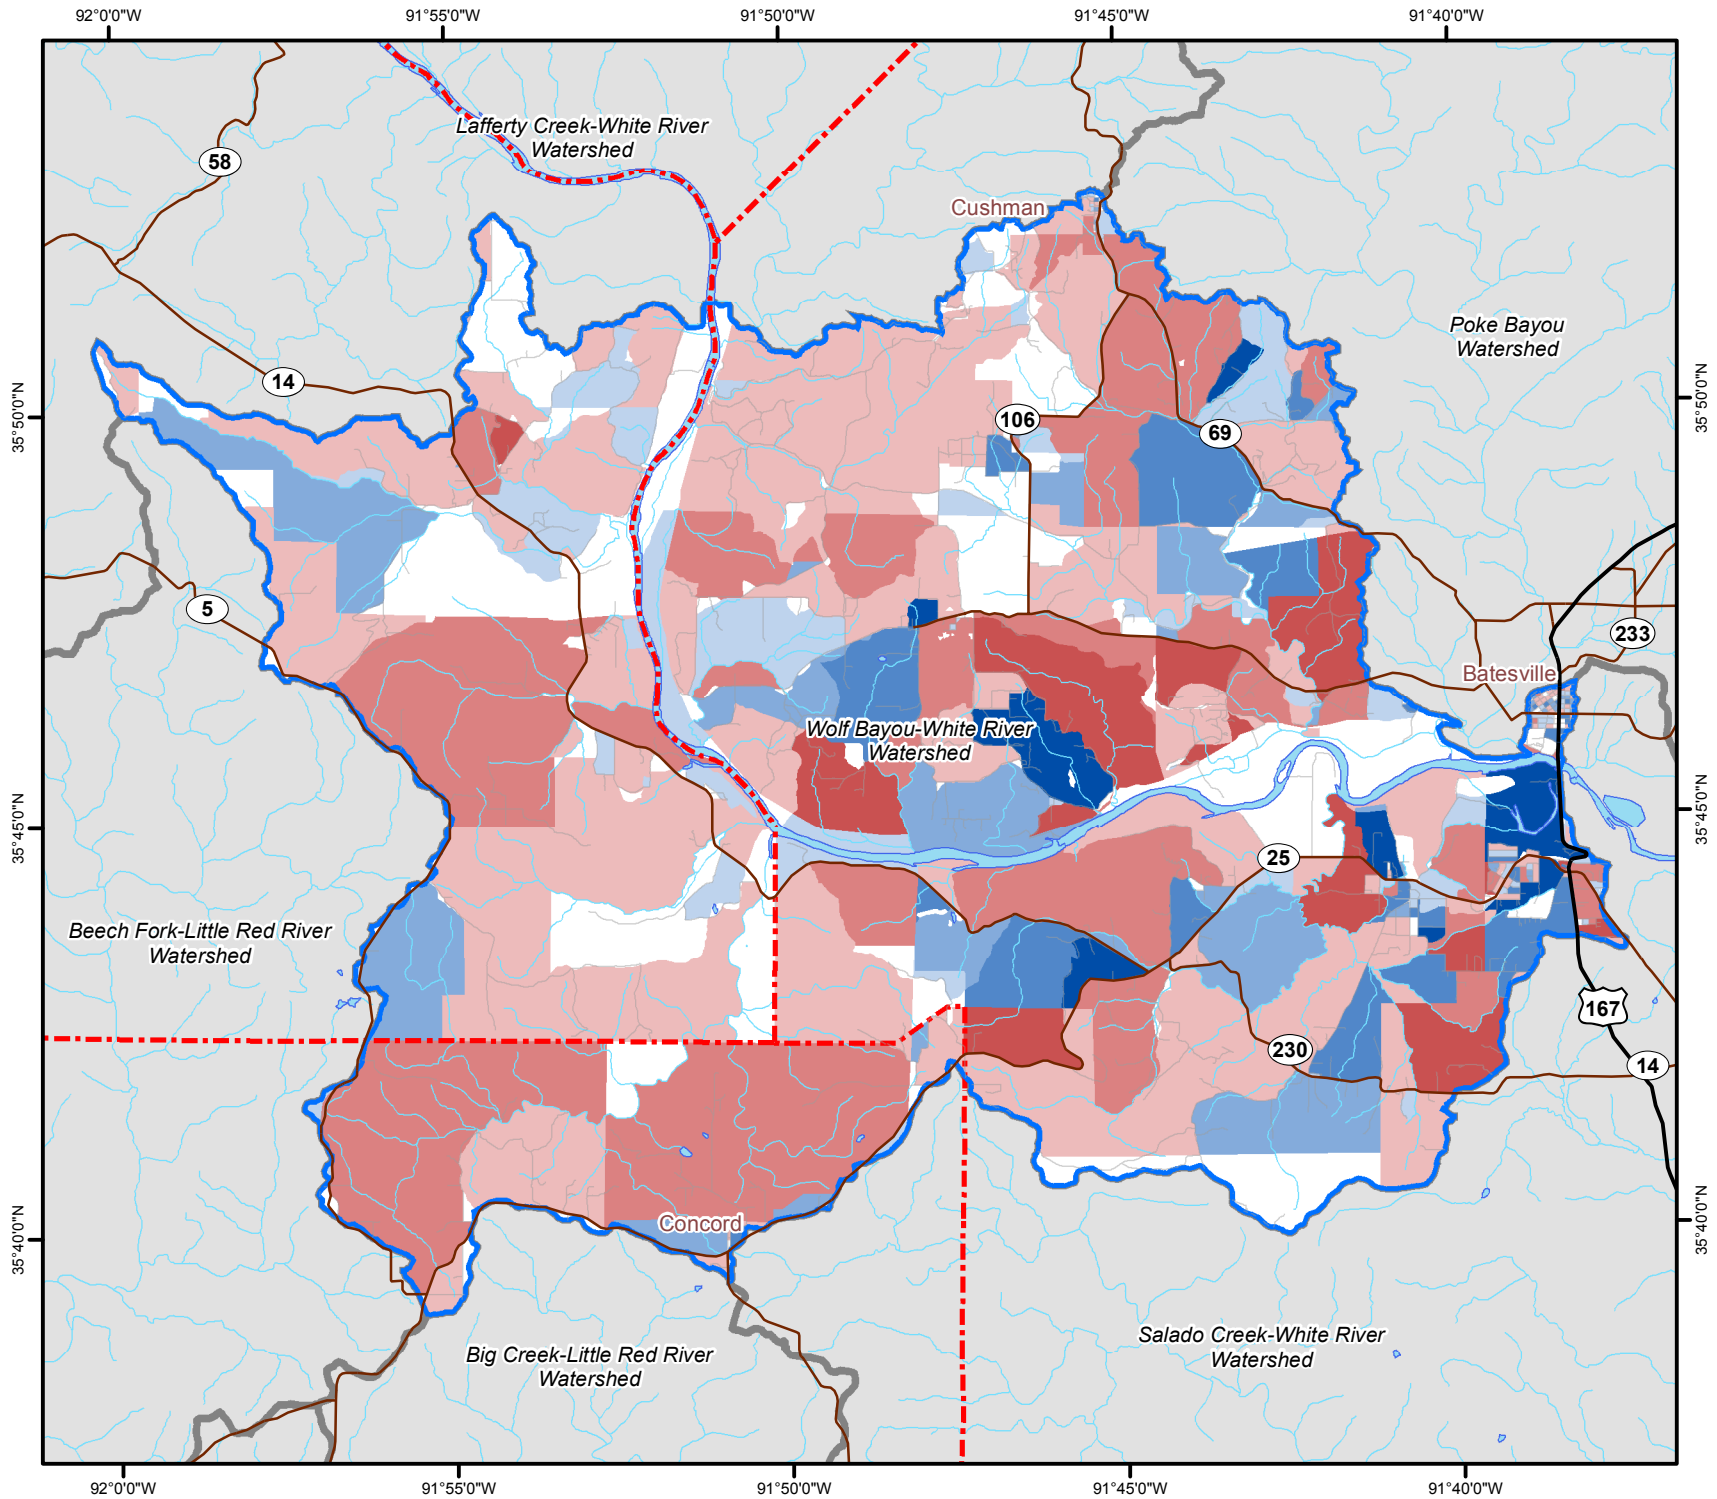 92°0'0"W
91°55'0"W
91°50'0"W
91°45'0"W
91°40'0"W
Lafferty Creek-White River
Watershed
58
Cushman
Poke Bayou
Watershed
14
35°50'0"N
35°50'0"N
106
69
5
233
Batesville
Wolf Bayou-White River
Watershed
35°45'0"N
35°45'0"N
25
Beech Fork-Little Red River
Watershed
167
230
14
Concord
35°40'0"N
35°40'0"N
Salado Creek-White River
Watershed
Big Creek-Little Red River
Watershed
92°0'0"W
91°55'0"W
91°50'0"W
91°45'0"W
91°40'0"W